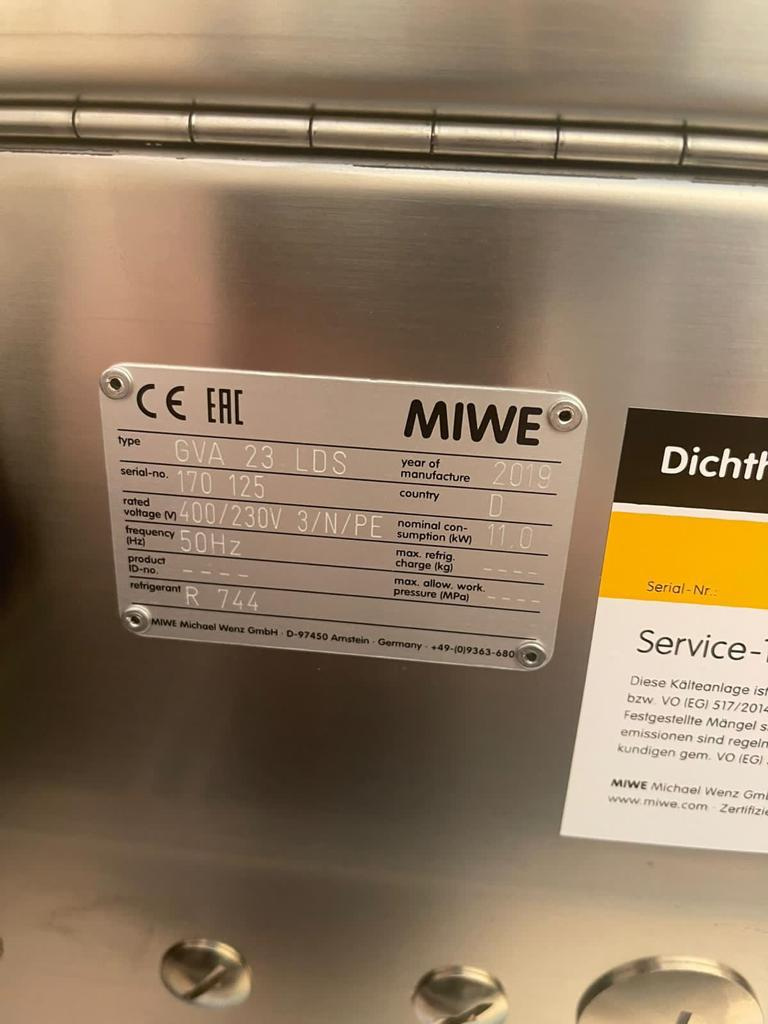 CE EAC MIWE
type GVA 23 LDS year of manufacture 2019
serial-no. 170 125 country D
rated voltage (V) 400/230V 3/N/PE nominal con-sumption (kW) 11,0
frequency (Hz) 50Hz max. refrig. charge (kg) ----
product ID-no. ---- max. allow. work. pressure (MPa) ----
refrigerant R 744
MIWE Michael Wenz GmbH · D-97450 Arnstein · Germany · +49-(0)9363-680
Dichth
Serial-Nr.:
Service-
Diese Kälteanlage ist
bzw. VO (EG) 517/2014
Festgestellte Mängel s
emissionen sind regeln
kundigen gem. VO (EG)
MIWE Michael Wenz Gmb
www.miwe.com · Zertifizie